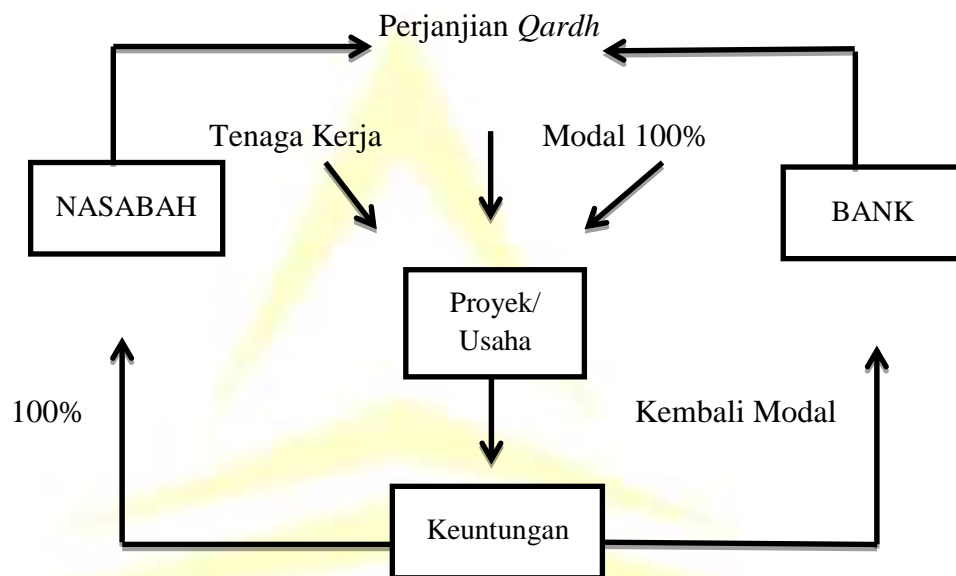 Perjanjian Qardh
Tenaga Kerja
Modal 100%
NASABAH
BANK
Proyek/
Usaha
100%
Kembali Modal
Keuntungan